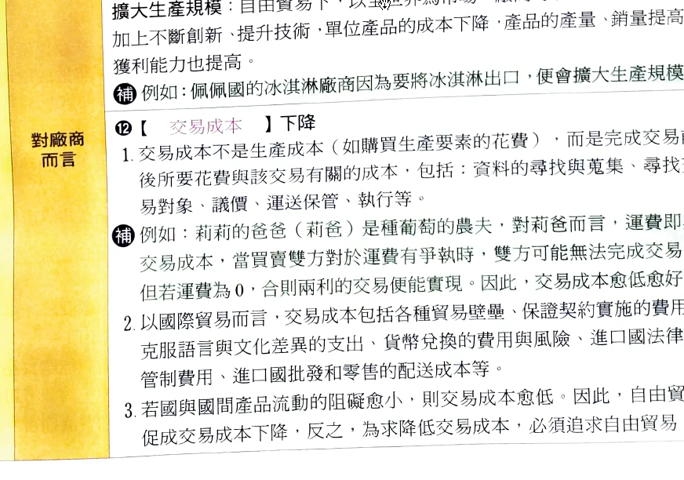 擴大生產規模：自由貿易下，以全世界為市場
加上不斷創新、提升技術，單位產品的成本下降，產品的產量、銷量提高
獲利能力也提高。
補 例如：佩佩國的冰淇淋廠商因為要將冰淇淋出口，便會擴大生產規模
對廠商
而言
⑫【 交易成本 】下降
1. 交易成本不是生產成本（如購買生產要素的花費），而是完成交易前
後所要花費與該交易有關的成本，包括：資料的尋找與蒐集、尋找交
易對象、議價、運送保管、執行等。
補 例如：莉莉的爸爸（莉爸）是種葡萄的農夫，對莉爸而言，運費即
交易成本，當買賣雙方對於運費有爭執時，雙方可能無法完成交易
但若運費為0，合則兩利的交易便能實現。因此，交易成本愈低愈好
2. 以國際貿易而言，交易成本包括各種貿易壁壘、保證契約實施的費用
克服語言與文化差異的支出、貨幣兌換的費用與風險、進口國法律
管制費用、進口國批發和零售的配送成本等。
3. 若國與國間產品流動的阻礙愈小，則交易成本愈低。因此，自由貿
促成交易成本下降，反之，為求降低交易成本，必須追求自由貿易